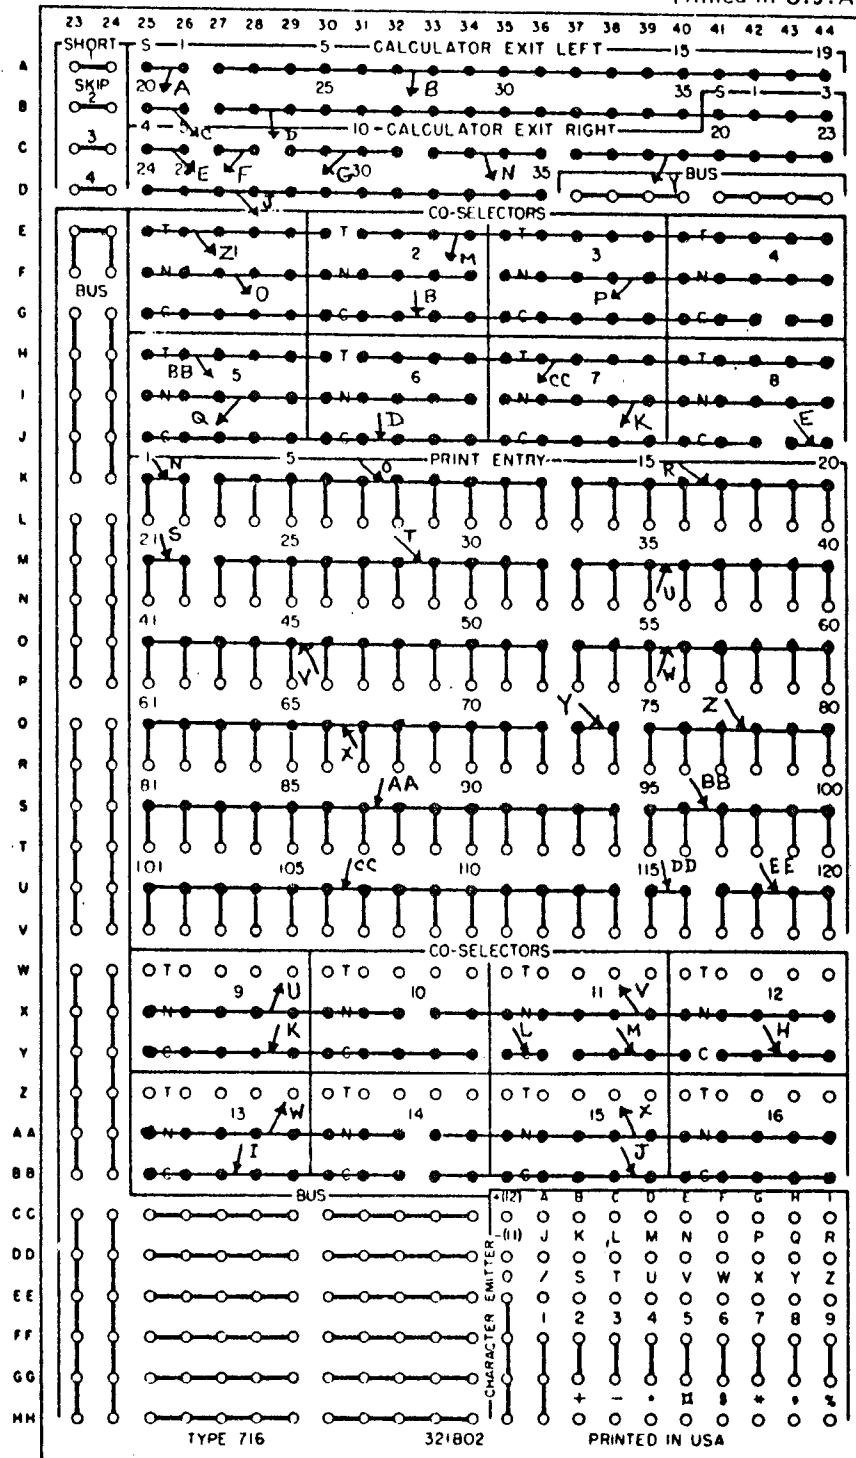 Printed in U.S.A
23 24 25 26 27 28 29 30 31 32 33 34 35 36 37 38 39 40 41 42 43 44
SHORT S 1 5 CALCULATOR EXIT LEFT 15 19
1
A
SKIP 20 A 25 B 30 35 S 1 3
2
B
4 5 C D 10 CALCULATOR EXIT RIGHT 20 23
3
C
4 24 E F G 30 N 35 BUS
D J
CO-SELECTORS
E T T T T
Z1 2 M 3 4
F N N N N
BUS O B P
G C C C C
H T T T T
BB 5 6 CC 7 8
I N N N N
Q D K E
J C C C C
1 N 5 O PRINT ENTRY 15 R 20
K
L
21 S 25 T 30 35 40
M
U
N
41 45 50 55 60
O
V W
P
61 65 70 Y 75 Z 80
Q
X
R
81 85 AA 90 95 BB 100
S
T
101 105 CC 110 115 DD EE 120
U
V
CO-SELECTORS
W T T T T
9 U 10 11 V 12
X N N N N
K L M H
Y C C C C
Z T T T T
13 W 14 15 X 16
AA N N N N
I J
BB C C C C
BUS +(12) A B C D E F G H I
CC
-(11) J K L M N O P Q R
DD
0 / S T U V W X Y Z
EE
1 2 3 4 5 6 7 8 9
FF
CHARACTER EMITTER
GG
+ - . ¤ $ * , %
HH
TYPE 716 321802 PRINTED IN USA